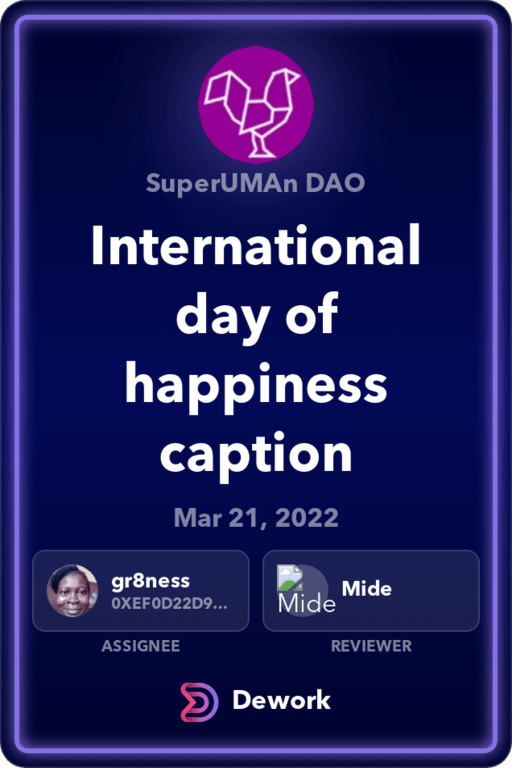 SuperUMAn DAO
International
day of
happiness
caption
Mar 21, 2022
gr8ness
0XEF0D22D9...
Mide
Mide
ASSIGNEE
REVIEWER
Dework